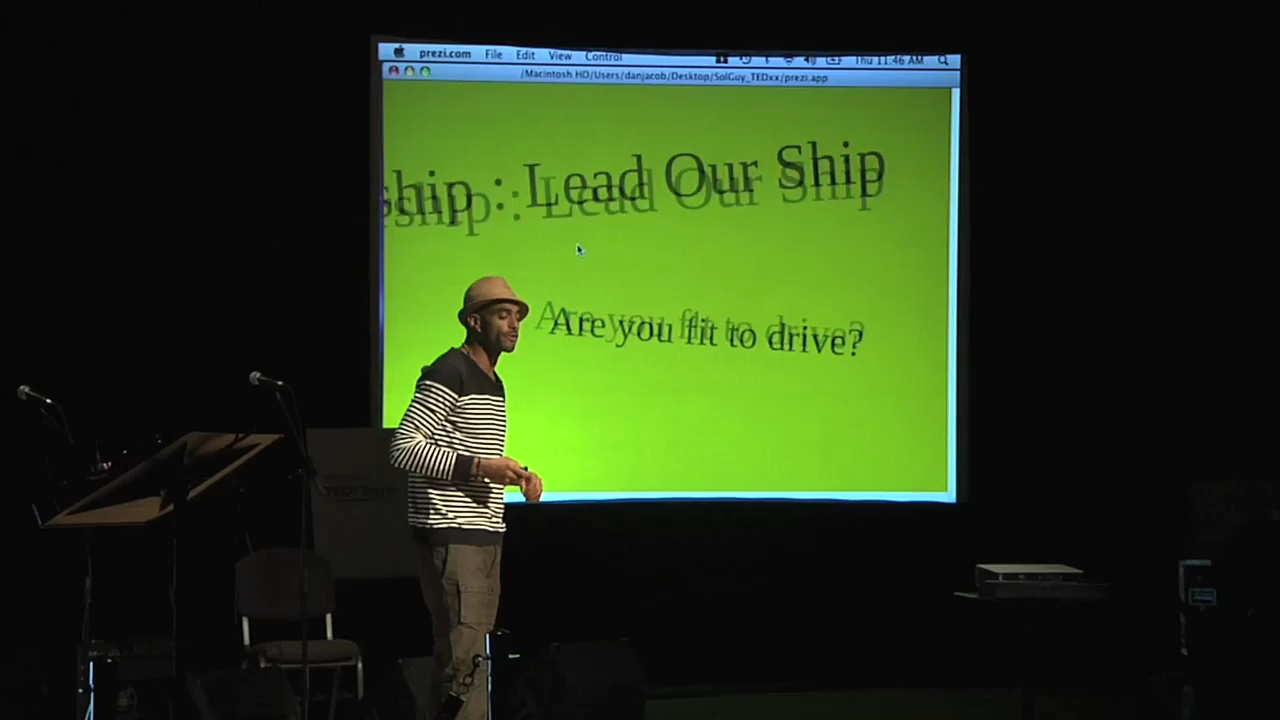 prezi.com File Edit View Control Thu 11:46 AM
/Macintosh HD/Users/danjacob/Desktop/SolGuy_TEDxx/prezi.app
ship : Lead Our Ship
Are you fit to drive?